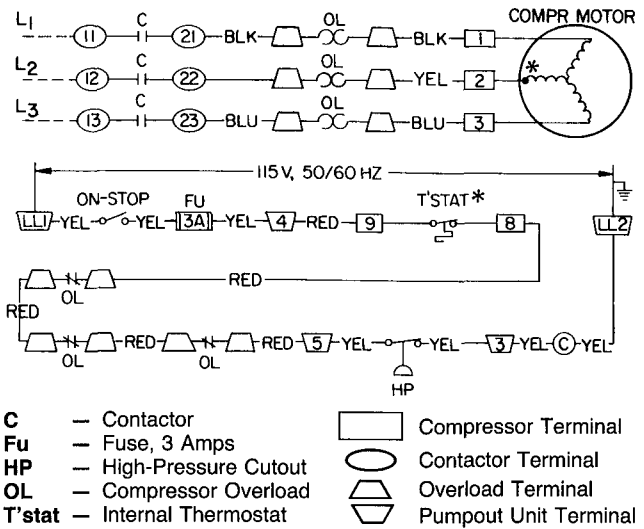 L1 11 C 21 BLK OL BLK 1 COMPR MOTOR
L2 12 C 22 OL YEL 2 *
L3 13 C 23 BLU OL BLU 3
115V, 50/60 HZ
ON-STOP FU T'STAT*
LL1 YEL YEL 3A YEL 4 RED 9 8 LL2
OL RED
RED
OL RED OL RED 5 YEL YEL 3 YEL C YEL
HP
C – Contactor
Fu – Fuse, 3 Amps
HP – High-Pressure Cutout
OL – Compressor Overload
T'stat – Internal Thermostat
Compressor Terminal
Contactor Terminal
Overload Terminal
Pumpout Unit Terminal